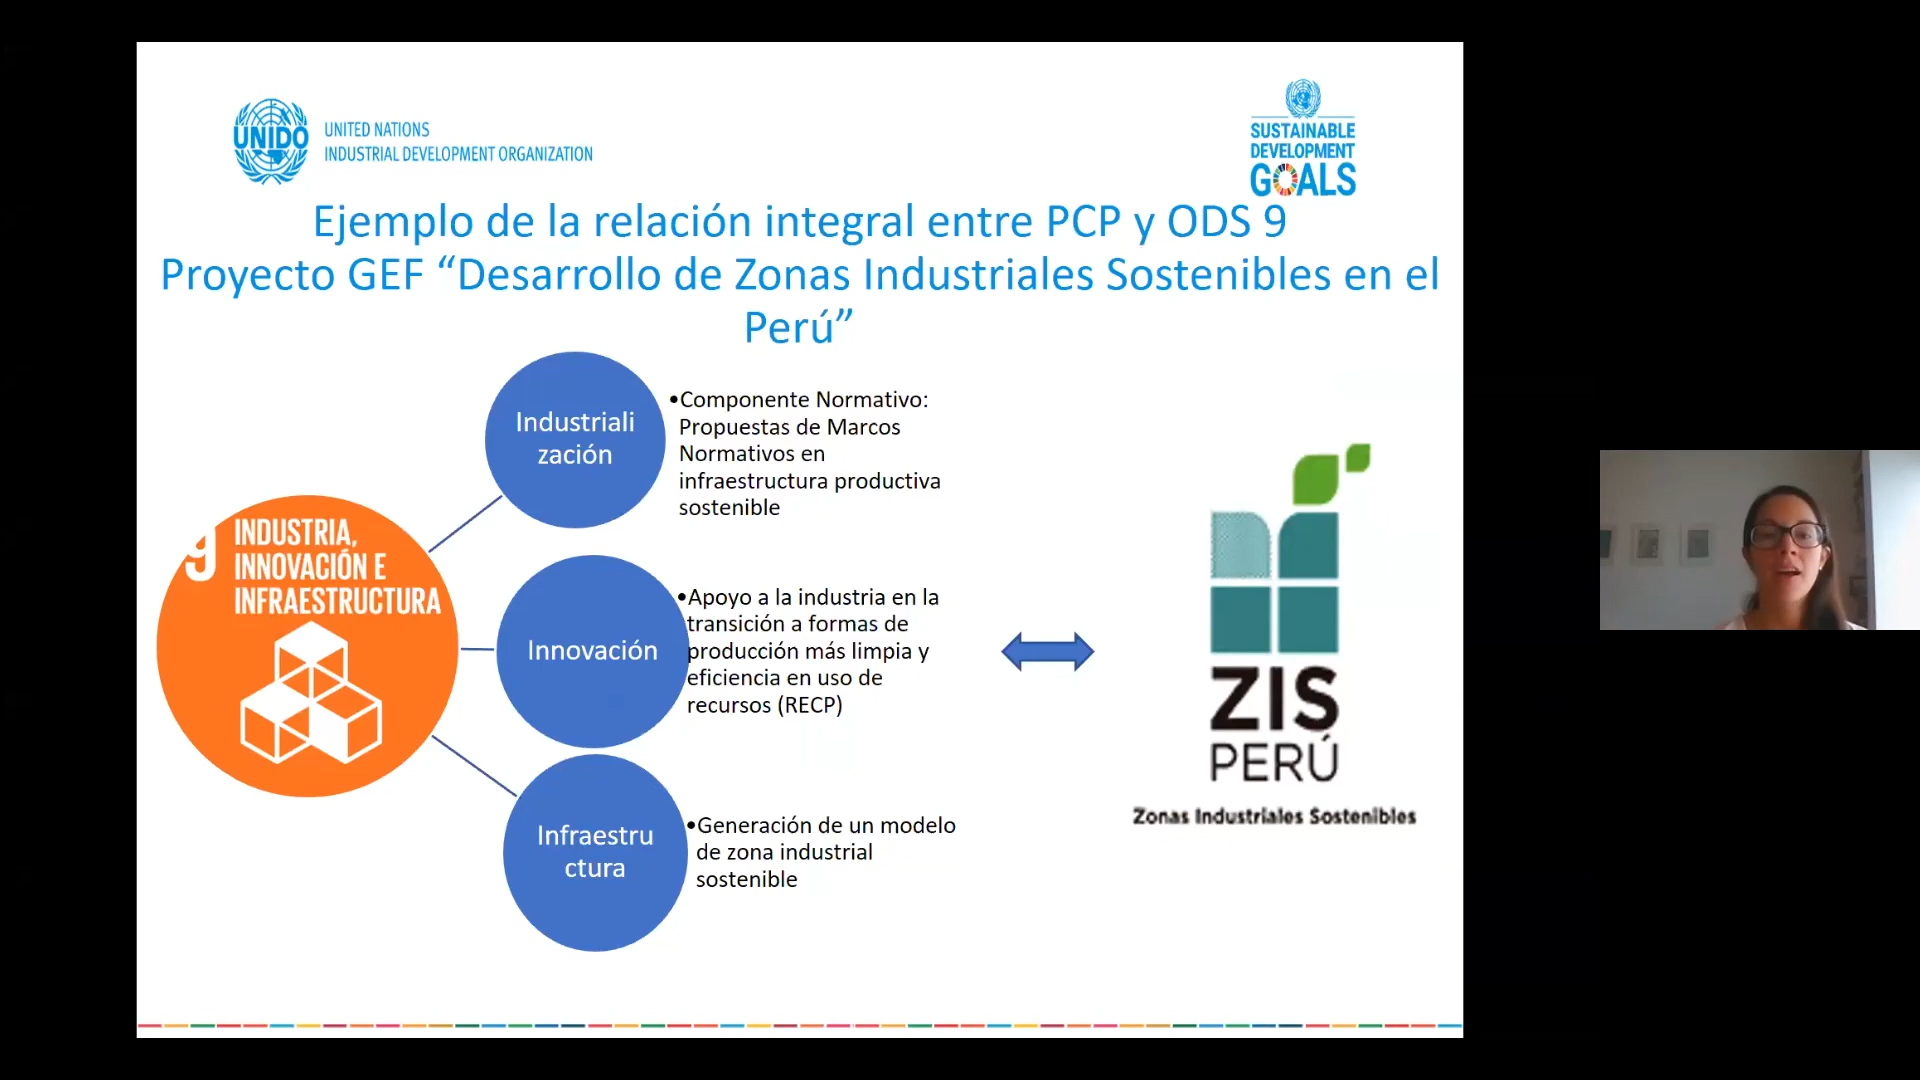 UNIDO
UNITED NATIONS
INDUSTRIAL DEVELOPMENT ORGANIZATION
SUSTAINABLE
DEVELOPMENT
GOALS
Ejemplo de la relación integral entre PCP y ODS 9
Proyecto GEF “Desarrollo de Zonas Industriales Sostenibles en el
Perú”
9 INDUSTRIA,
INNOVACIÓN E
INFRAESTRUCTURA
Industriali
zación
•Componente Normativo:
Propuestas de Marcos
Normativos en
infraestructura productiva
sostenible
Innovación
•Apoyo a la industria en la
transición a formas de
producción más limpia y
eficiencia en uso de
recursos (RECP)
Infraestru
ctura
•Generación de un modelo
de zona industrial
sostenible
ZIS
PERÚ
Zonas Industriales Sostenibles